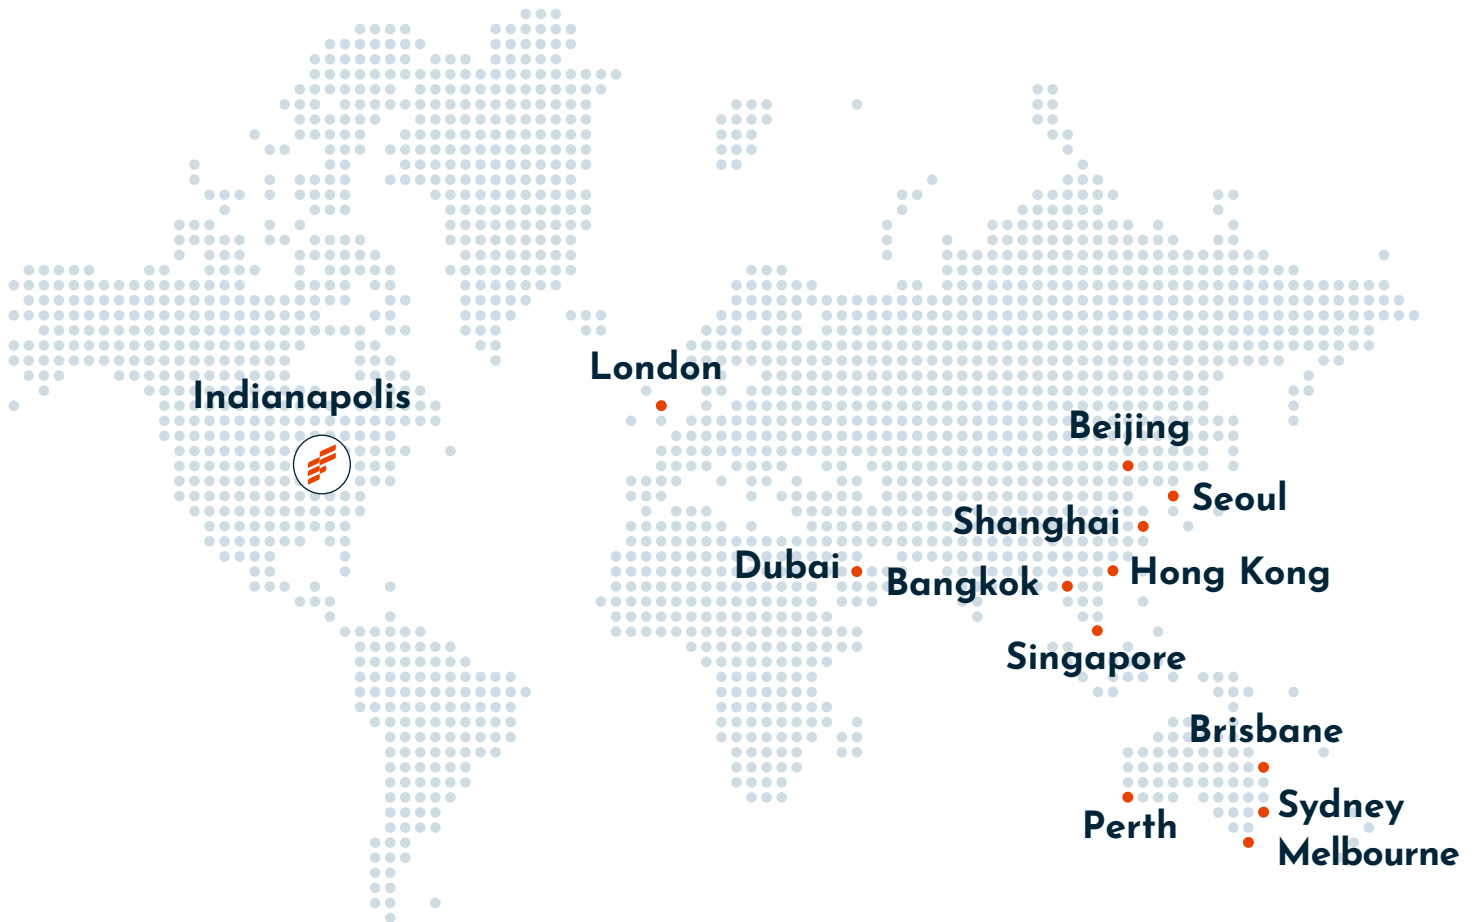 London
Indianapolis
Beijing
Seoul
Shanghai
Dubai
Bangkok
Hong Kong
Singapore
Brisbane
Sydney
Perth
Melbourne